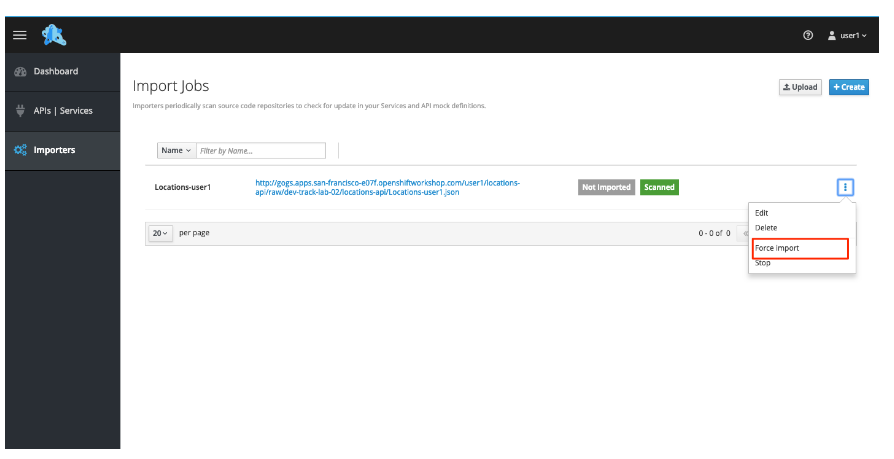 user1
Dashboard
APIs | Services
Importers
Import Jobs
Upload
Create
Importers periodically scan source code repositories to check for update in your Services and API mock definitions.
Name
Filter by Name...
Locations-user1
http://gogs.apps.san-francisco-e07f.openshiftworkshop.com/user1/locations-
api/raw/dev-track-lab-02/locations-api/Locations-user1.json
Not Imported
Scanned
Edit
Delete
Force import
Stop
20
per page
0 - 0 of 0